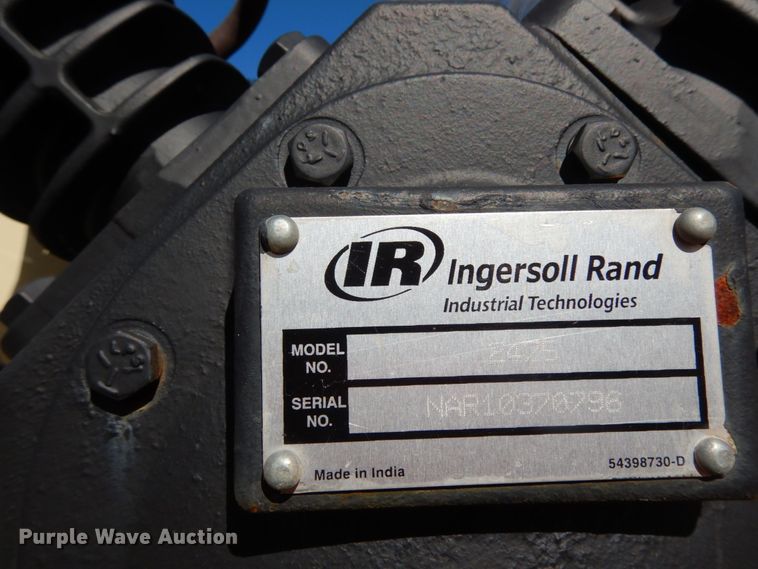 IR Ingersoll Rand
Industrial Technologies
MODEL NO. 2475
SERIAL NO. NAR10370796
Made in India 54398730-D
Purple Wave Auction